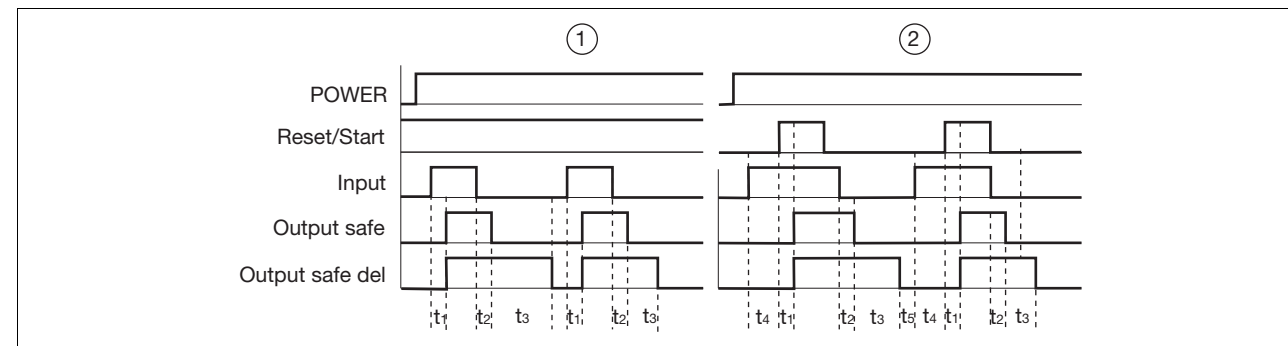 ① ②
POWER
Reset/Start
Input
Output safe
Output safe del
t1 t2 t3 t1 t2 t3 t4 t1 t2 t3 t5 t4 t1 t2 t3